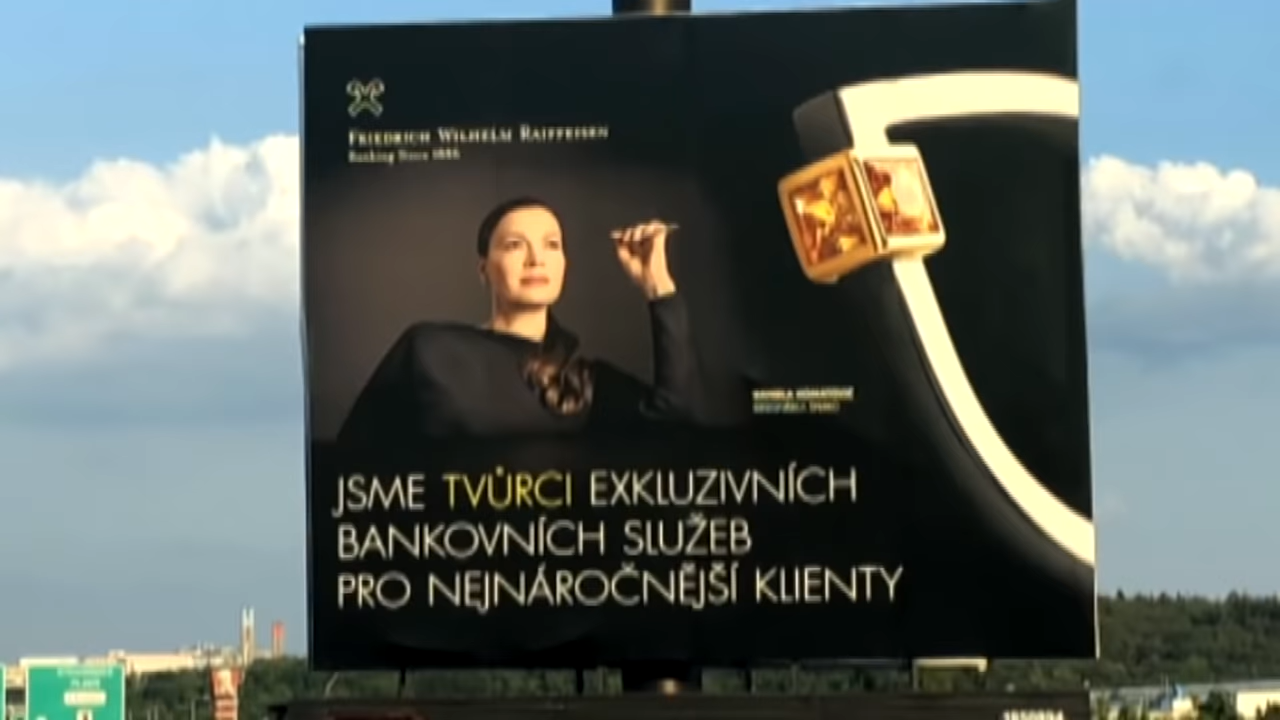 FRIEDRICH WILHELM RAIFFEISEN
Banking Since 1886
JSME TVŮRCI EXKLUZIVNÍCH
BANKOVNÍCH SLUŽEB
PRO NEJNÁROČNĚJŠÍ KLIENTY